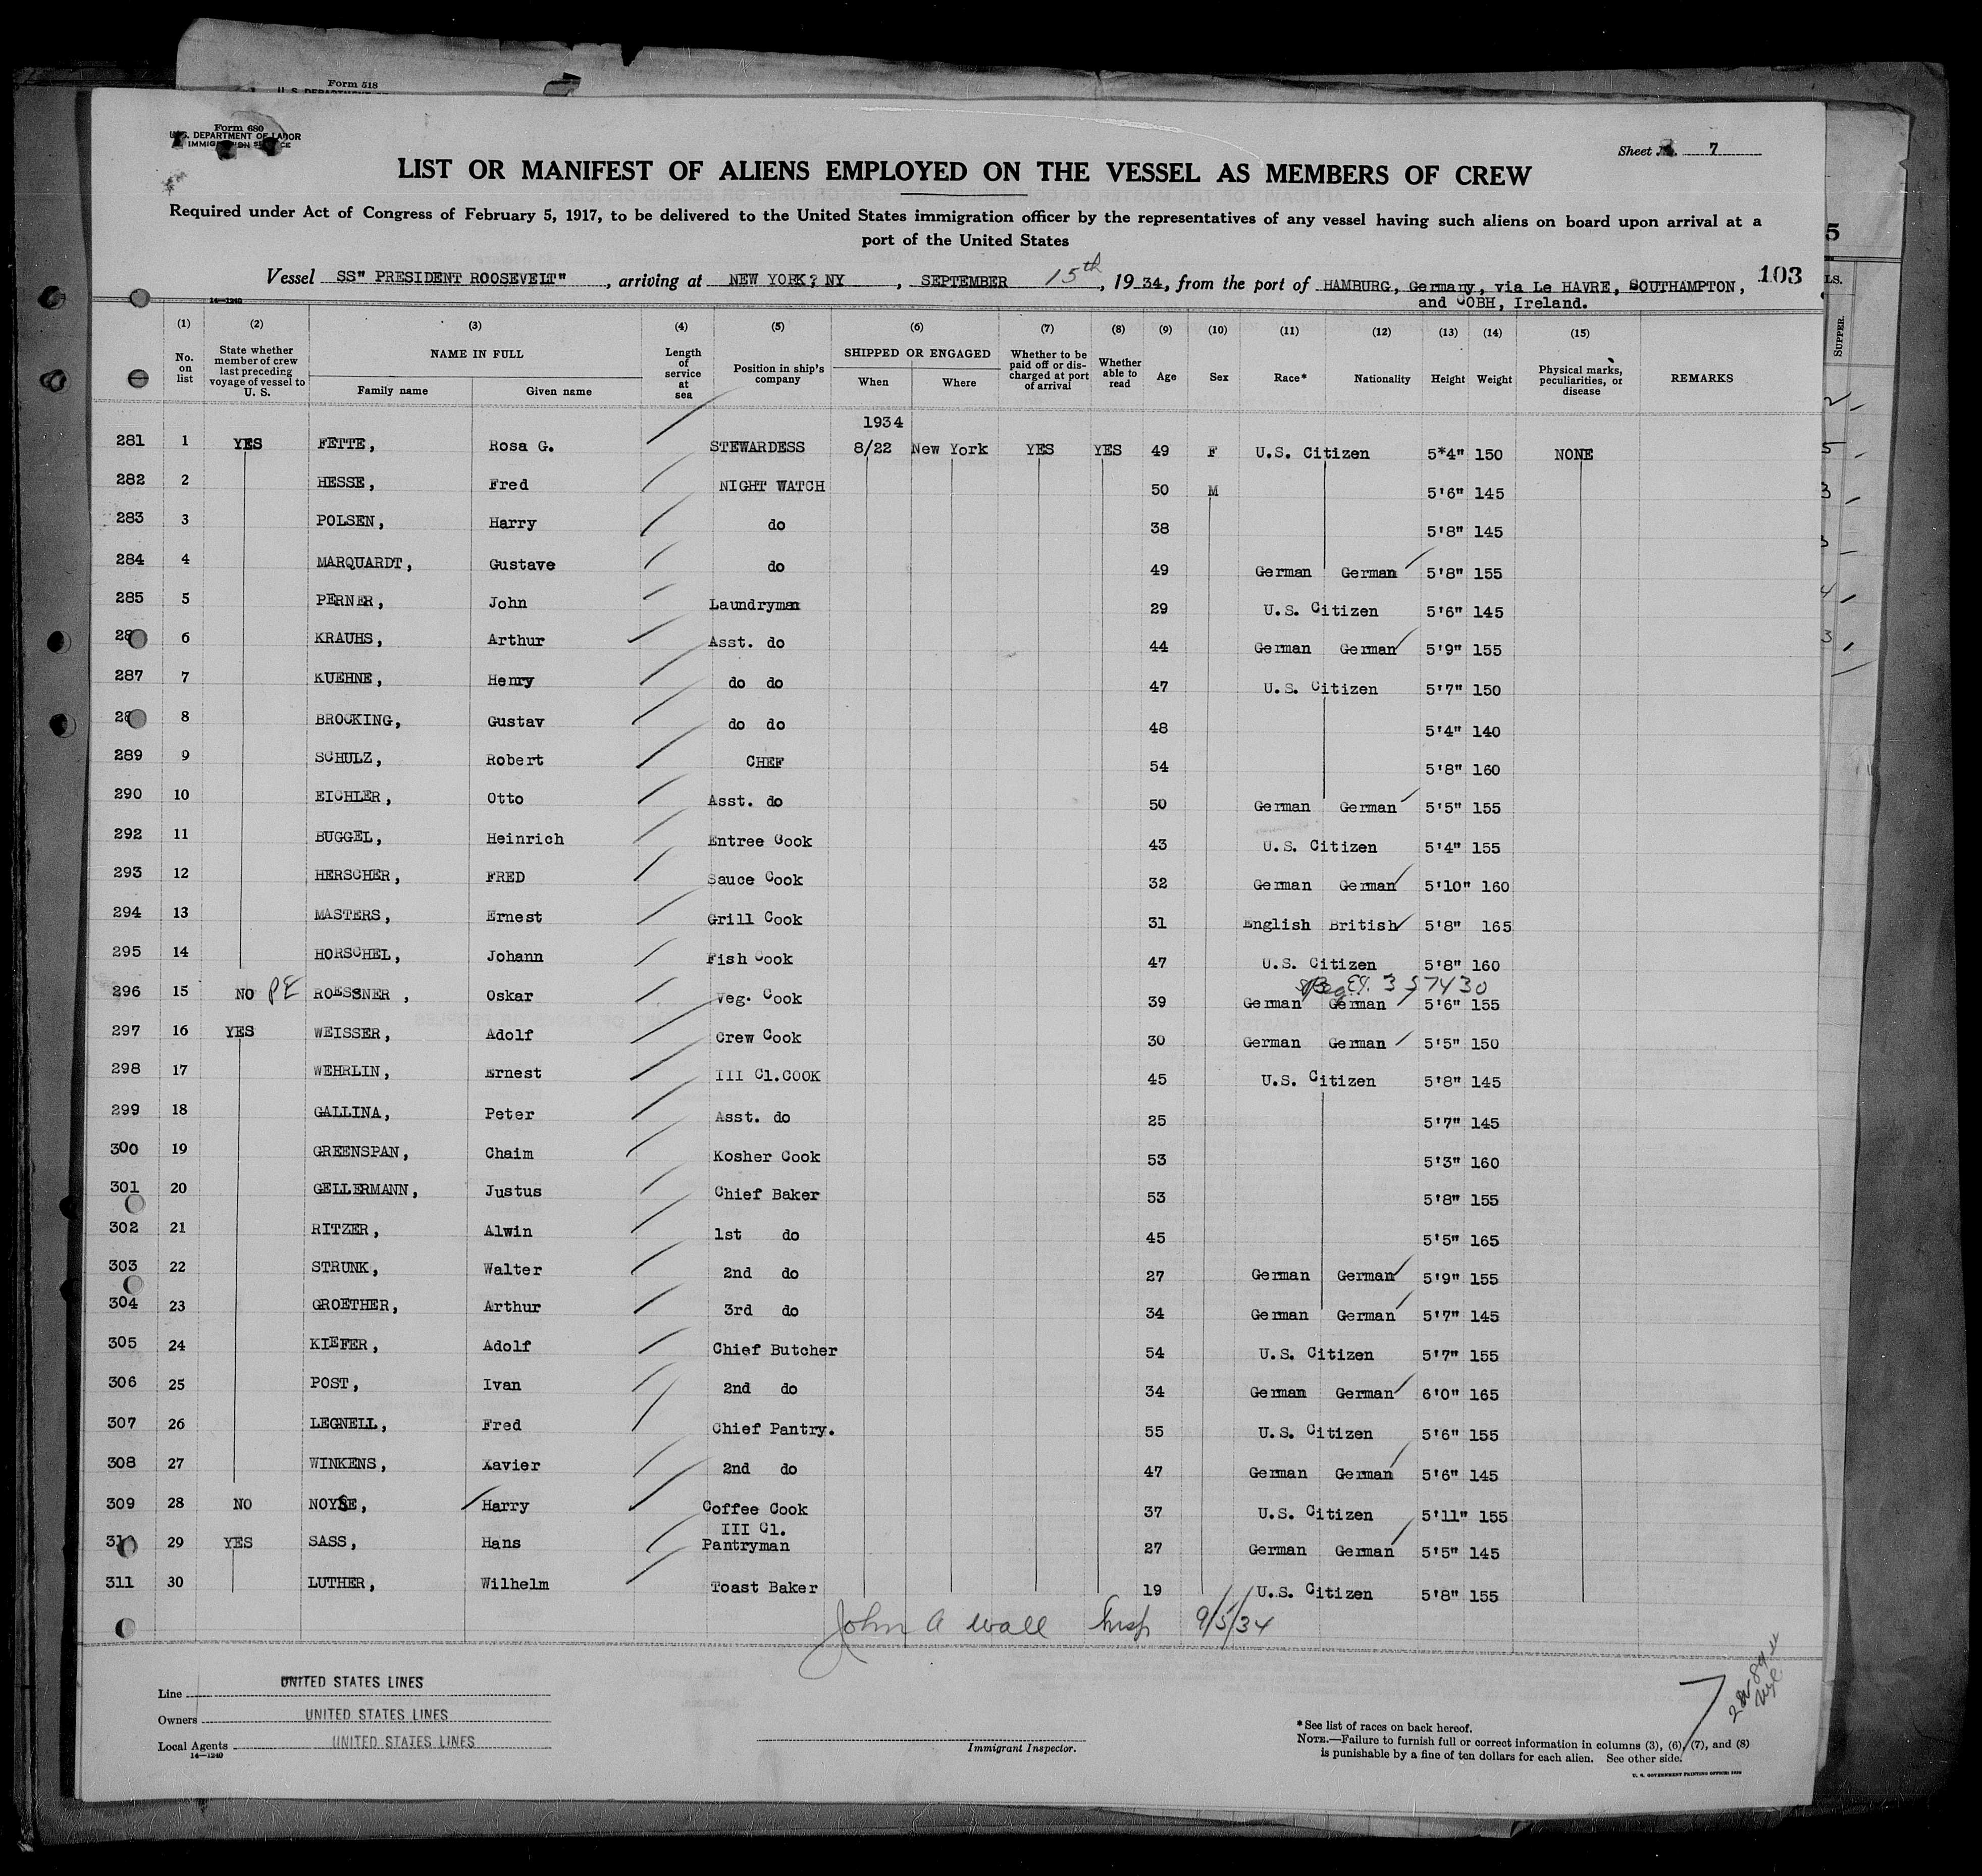 Form 518
Form 680
U.S. DEPARTMENT OF LABOR
IMMIGRATION SERVICE
Sheet No. 7
LIST OR MANIFEST OF ALIENS EMPLOYED ON THE VESSEL AS MEMBERS OF CREW
Required under Act of Congress of February 5, 1917, to be delivered to the United States immigration officer by the representatives of any vessel having such aliens on board upon arrival at a
port of the United States
Vessel SS" PRESIDENT ROOSEVELT" , arriving at NEW YORK? NY , SEPTEMBER 15th , 1934, from the port of HAMBURG, Germany, via Le HAVRE, SOUTHAMPTON, 103
and COBH, Ireland.
14—1240
(1) (2) (3) (4) (5) (6) (7) (8) (9) (10) (11) (12) (13) (14) (15)
No. on list State whether member of crew last preceding voyage of vessel to U. S. NAME IN FULL Family name Given name Length of service at sea Position in ship's company SHIPPED OR ENGAGED When Where Whether to be paid off or discharged at port of arrival Whether able to read Age Sex Race* Nationality Height Weight Physical marks, peculiarities, or disease REMARKS
1934
281 1 YES FETTE, Rosa G. STEWARDESS 8/22 New York YES YES 49 F U.S. Citizen 5*4" 150 NONE
282 2 HESSE, Fred NIGHT WATCH 50 M 5'6" 145
283 3 POLSEN, Harry do 38 5'8" 145
284 4 MARQUARDT, Gustave do 49 German German 5'8" 155
285 5 PERNER, John Laundryman 29 U.S. Citizen 5'6" 145
28 6 KRAUHS, Arthur Asst. do 44 German German 5'9" 155
287 7 KUEHNE, Henry do do 47 U.S. Citizen 5'7" 150
28 8 BROCKING, Gustav do do 48 5'4" 140
289 9 SCHULZ, Robert CHEF 54 5'8" 160
290 10 EICHLER, Otto Asst. do 50 German German 5'5" 155
292 11 BUGGEL, Heinrich Entree Cook 43 U.S. Citizen 5'4" 155
293 12 HERSCHER, FRED Sauce Cook 32 German German 5'10" 160
294 13 MASTERS, Ernest Grill Cook 31 English British 5'8" 165
295 14 HORSCHEL, Johann Fish Cook 47 U.S. Citizen 5'8" 160
357430
296 15 NO PE ROESSNER , Oskar Veg. Cook 39 German German 5'6" 155
297 16 YES WEISSER, Adolf Crew Cook 30 German German 5'5" 150
298 17 WEHRLIN, Ernest III Cl.COOK 45 U.S. Citizen 5'8" 145
299 18 GALLINA, Peter Asst. do 25 5'7" 145
300 19 GREENSPAN, Chaim Kosher Cook 53 5'3" 160
301 20 GELLERMANN, Justus Chief Baker 53 5'8" 155
302 21 RITZER, Alwin 1st do 45 5'5" 165
303 22 STRUNK, Walter 2nd do 27 German German 5'9" 155
304 23 GROETHER, Arthur 3rd do 34 German German 5'7" 145
305 24 KIEFER, Adolf Chief Butcher 54 U.S. Citizen 5'7" 155
306 25 POST, Ivan 2nd do 34 German German 6'0" 165
307 26 LEGNELL, Fred Chief Pantry. 55 U.S. Citizen 5'6" 155
308 27 WINKENS, Xavier 2nd do 47 German German 5'6" 145
309 28 NO NOYSE, Harry Coffee Cook 37 U.S. Citizen 5'11" 155
310 29 YES SASS, Hans III Cl. Pantryman 27 German German 5'5" 145
311 30 LUTHER, Wilhelm Toast Baker 19 U.S. Citizen 5'8" 155
John A Wall Insp 9/5/34
Line UNITED STATES LINES
Owners UNITED STATES LINES
Local Agents UNITED STATES LINES
14—1240
Immigrant Inspector.
*See list of races on back hereof.
NOTE.—Failure to furnish full or correct information in columns (3), (6), (7), and (8)
is punishable by a fine of ten dollars for each alien. See other side.
U. S. GOVERNMENT PRINTING OFFICE
5
LS.
SUPPER.